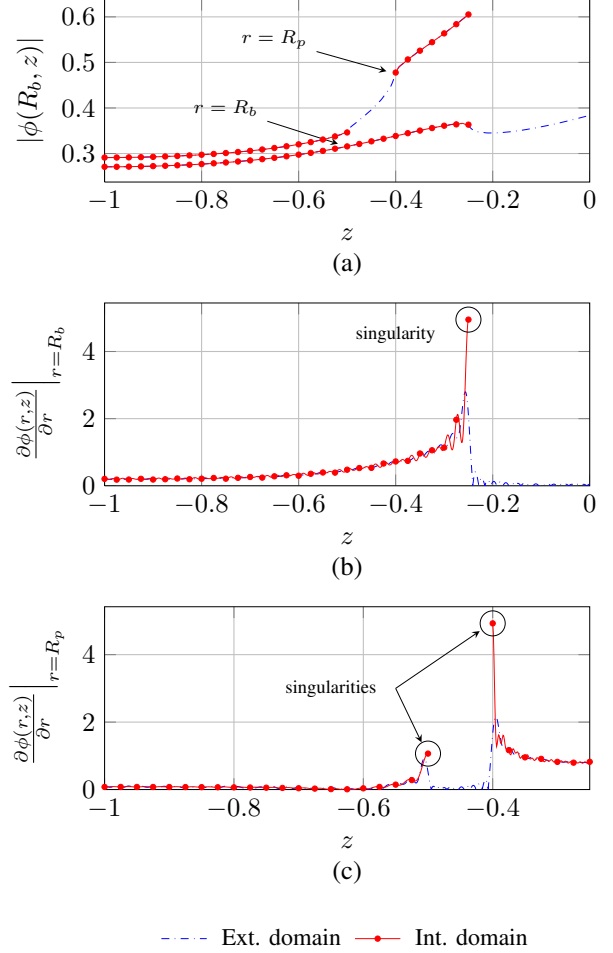 0.6
0.5
0.4
0.3
|ϕ(R_b, z)|
r = R_p
r = R_b
−1 −0.8 −0.6 −0.4 −0.2 0
z
(a)
4
2
0
∂ϕ(r,z)/∂r |r=R_b
singularity
−1 −0.8 −0.6 −0.4 −0.2 0
z
(b)
4
2
0
∂ϕ(r,z)/∂r |r=R_p
singularities
−1 −0.8 −0.6 −0.4
z
(c)
Ext. domain Int. domain